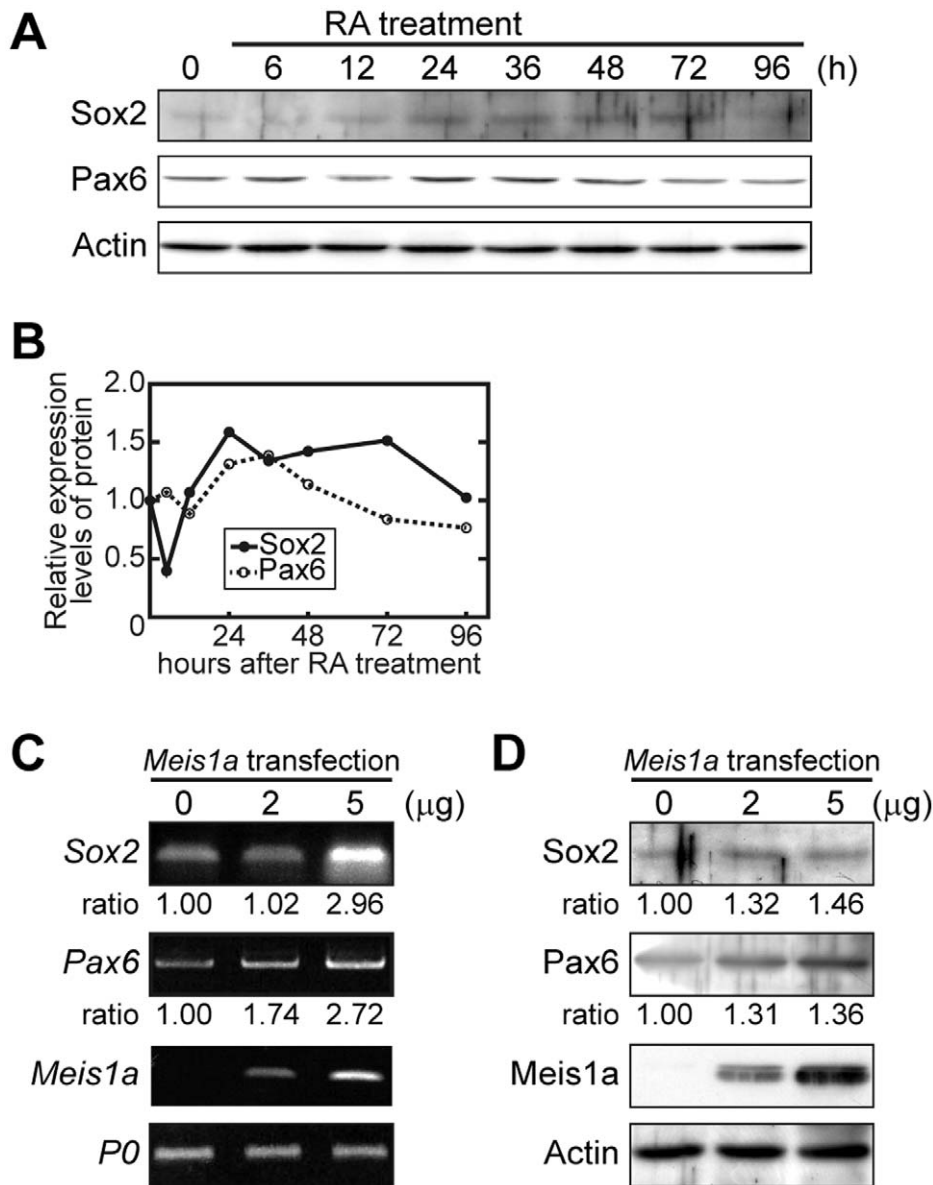 A
RA treatment
0 6 12 24 36 48 72 96 (h)
Sox2
Pax6
Actin
B
Relative expression
levels of protein
2.0
1.5
1.0
0.5
0
Sox2
Pax6
24 48 72 96
hours after RA treatment
C
Meis1a transfection
0 2 5 (μg)
Sox2
ratio 1.00 1.02 2.96
Pax6
ratio 1.00 1.74 2.72
Meis1a
P0
D
Meis1a transfection
0 2 5 (μg)
Sox2
ratio 1.00 1.32 1.46
Pax6
ratio 1.00 1.31 1.36
Meis1a
Actin